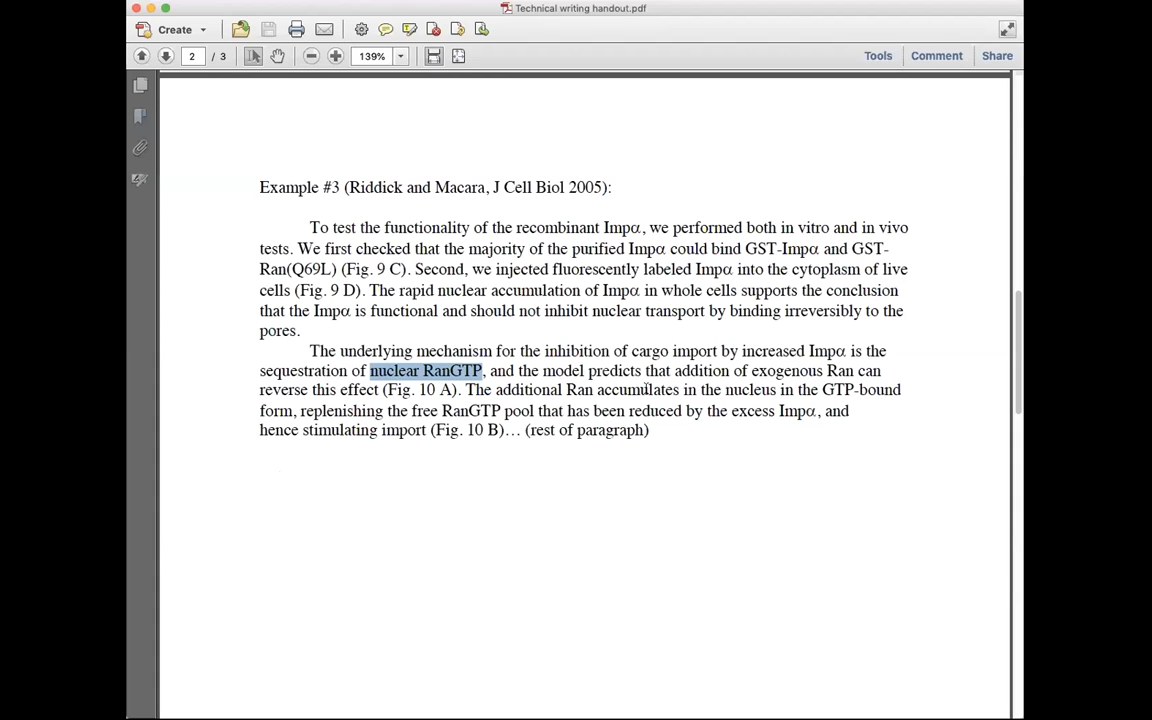 Technical writing handout.pdf
Create
2 / 3 139% Tools Comment Share
Example #3 (Riddick and Macara, J Cell Biol 2005):
To test the functionality of the recombinant Impα, we performed both in vitro and in vivo
tests. We first checked that the majority of the purified Impα could bind GST-Impα and GST-
Ran(Q69L) (Fig. 9 C). Second, we injected fluorescently labeled Impα into the cytoplasm of live
cells (Fig. 9 D). The rapid nuclear accumulation of Impα in whole cells supports the conclusion
that the Impα is functional and should not inhibit nuclear transport by binding irreversibly to the
pores.
The underlying mechanism for the inhibition of cargo import by increased Impα is the
sequestration of nuclear RanGTP, and the model predicts that addition of exogenous Ran can
reverse this effect (Fig. 10 A). The additional Ran accumulates in the nucleus in the GTP-bound
form, replenishing the free RanGTP pool that has been reduced by the excess Impα, and
hence stimulating import (Fig. 10 B)… (rest of paragraph)